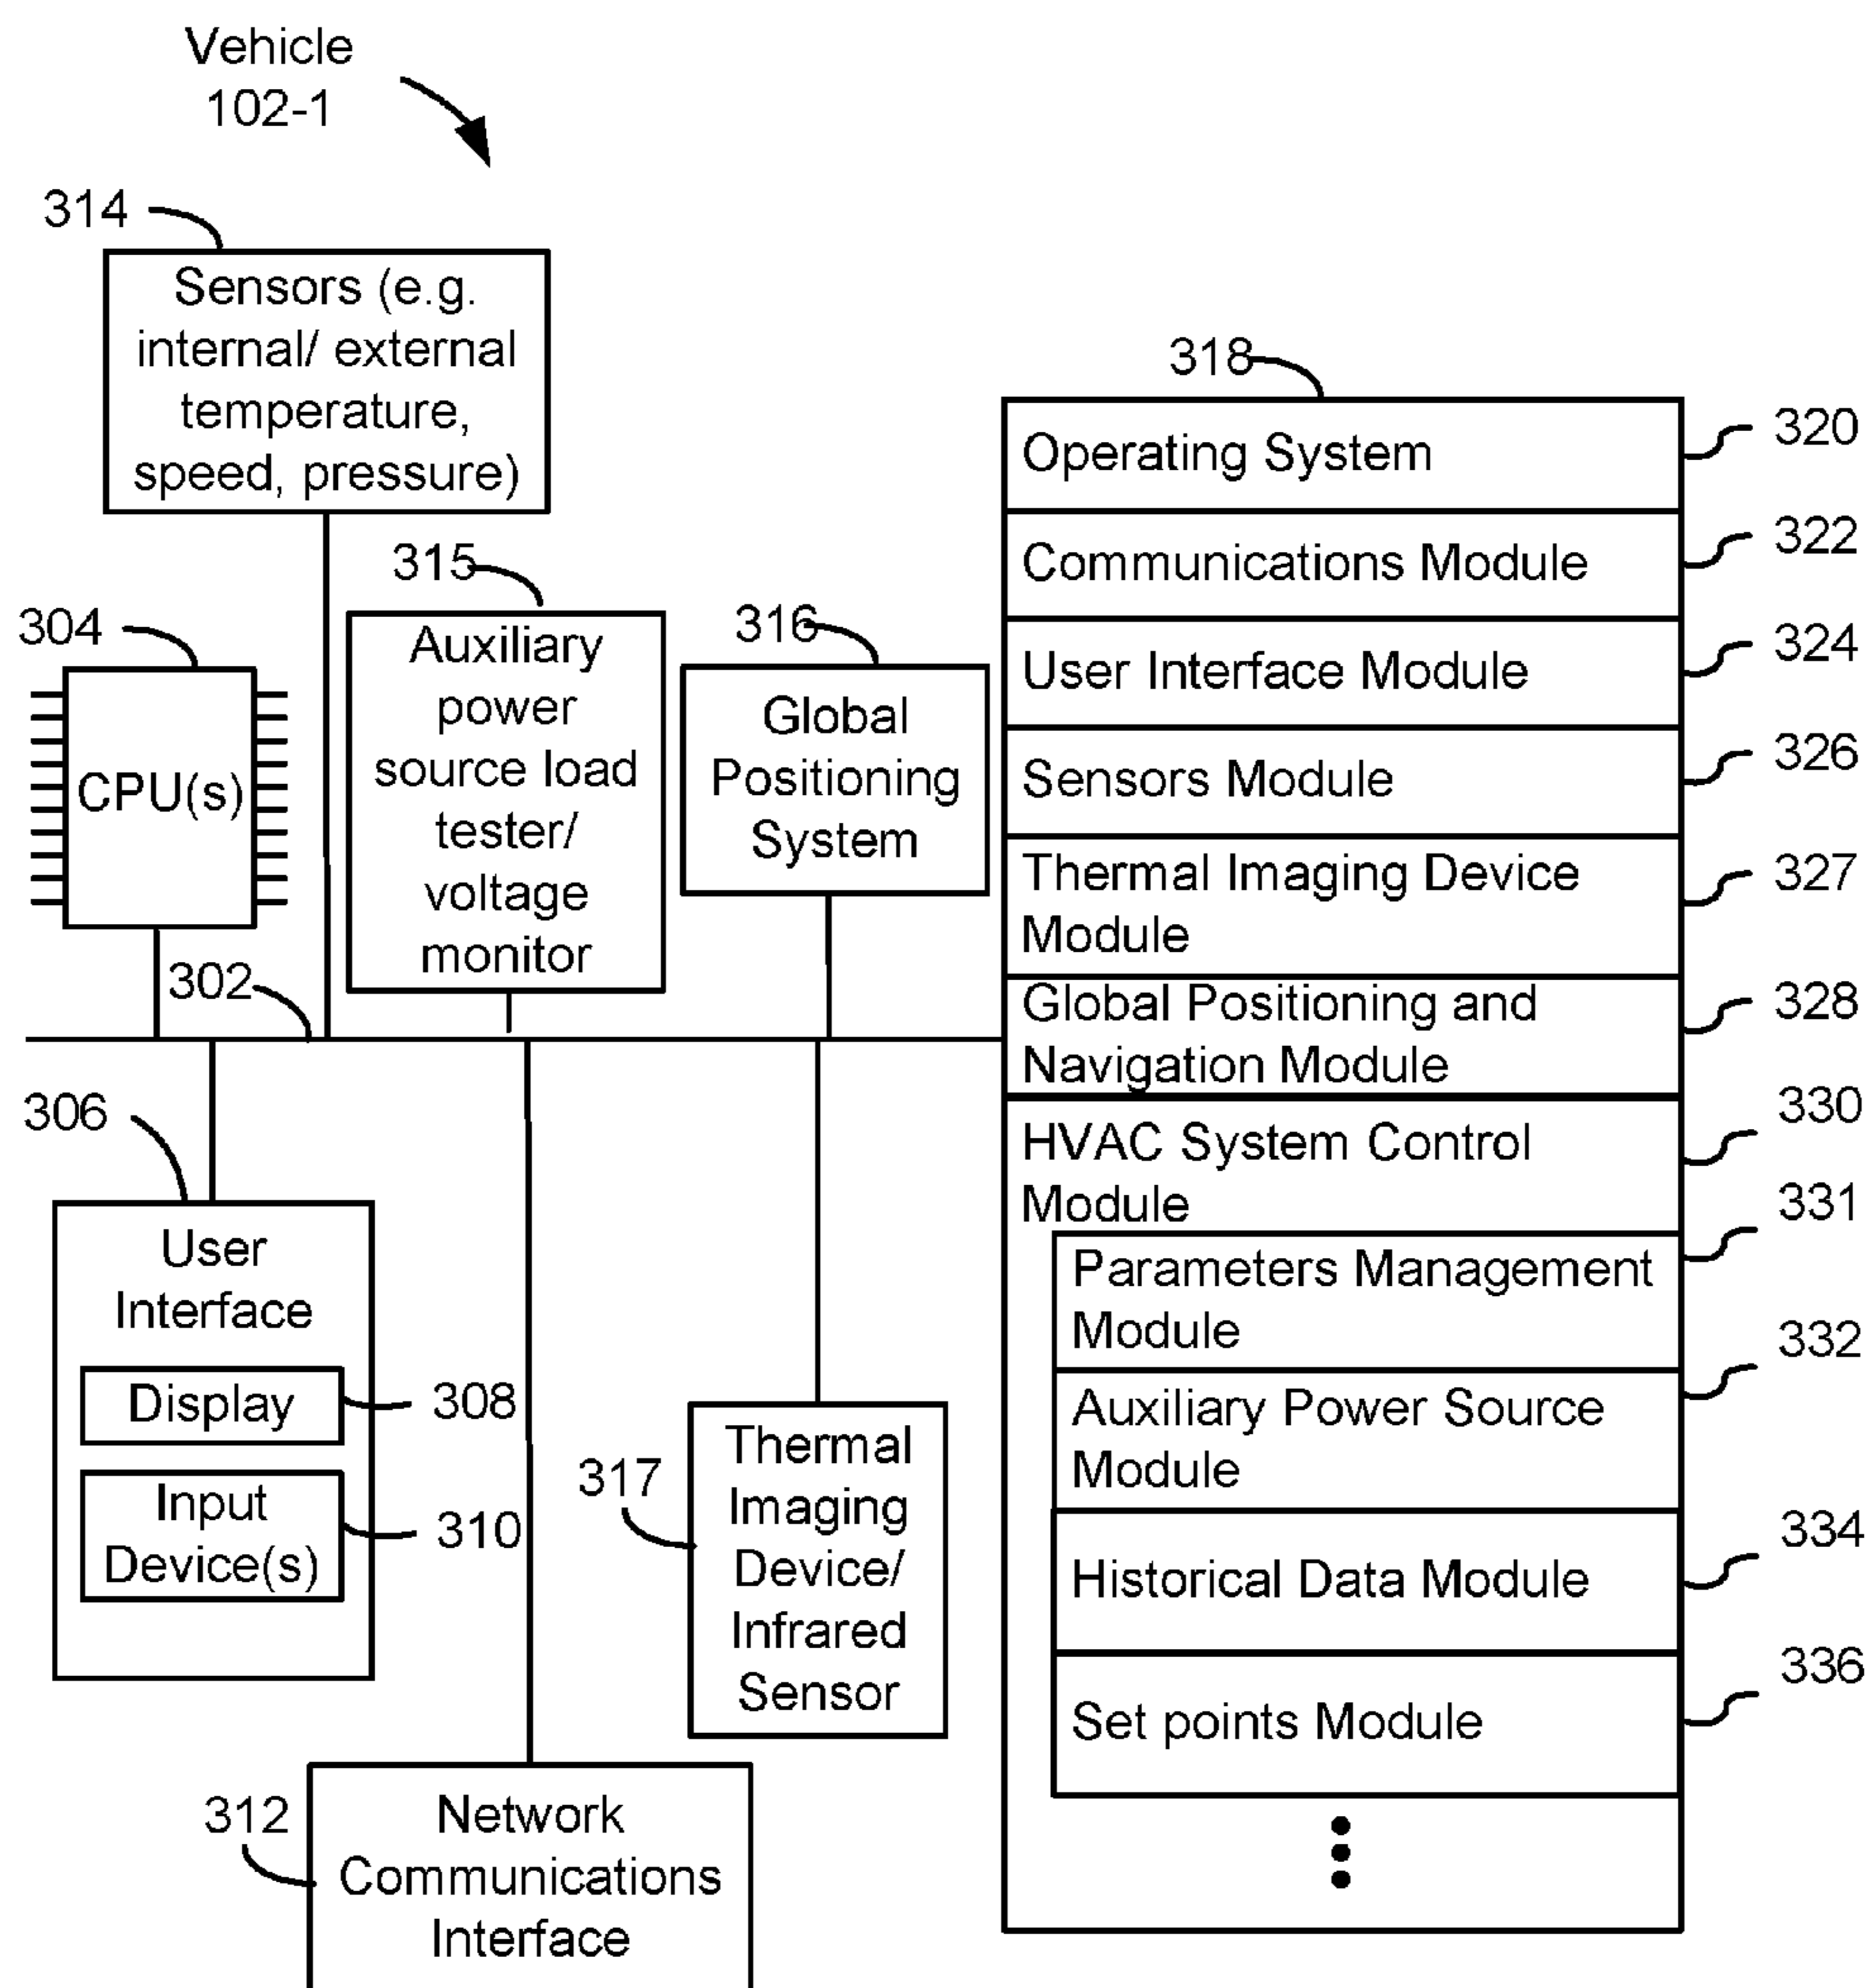 Vehicle
102-1
314
Sensors (e.g.
internal/ external
temperature,
speed, pressure)
315
Auxiliary
power
source load
tester/
voltage
monitor
316
Global
Positioning
System
304
CPU(s)
302
306
User
Interface
Display
308
Input
Device(s)
310
317
Thermal
Imaging
Device/
Infrared
Sensor
312
Network
Communications
Interface
318
Operating System
320
Communications Module
322
User Interface Module
324
Sensors Module
326
Thermal Imaging Device
Module
327
Global Positioning and
Navigation Module
328
HVAC System Control
Module
330
Parameters Management
Module
331
Auxiliary Power Source
Module
332
Historical Data Module
334
Set points Module
336